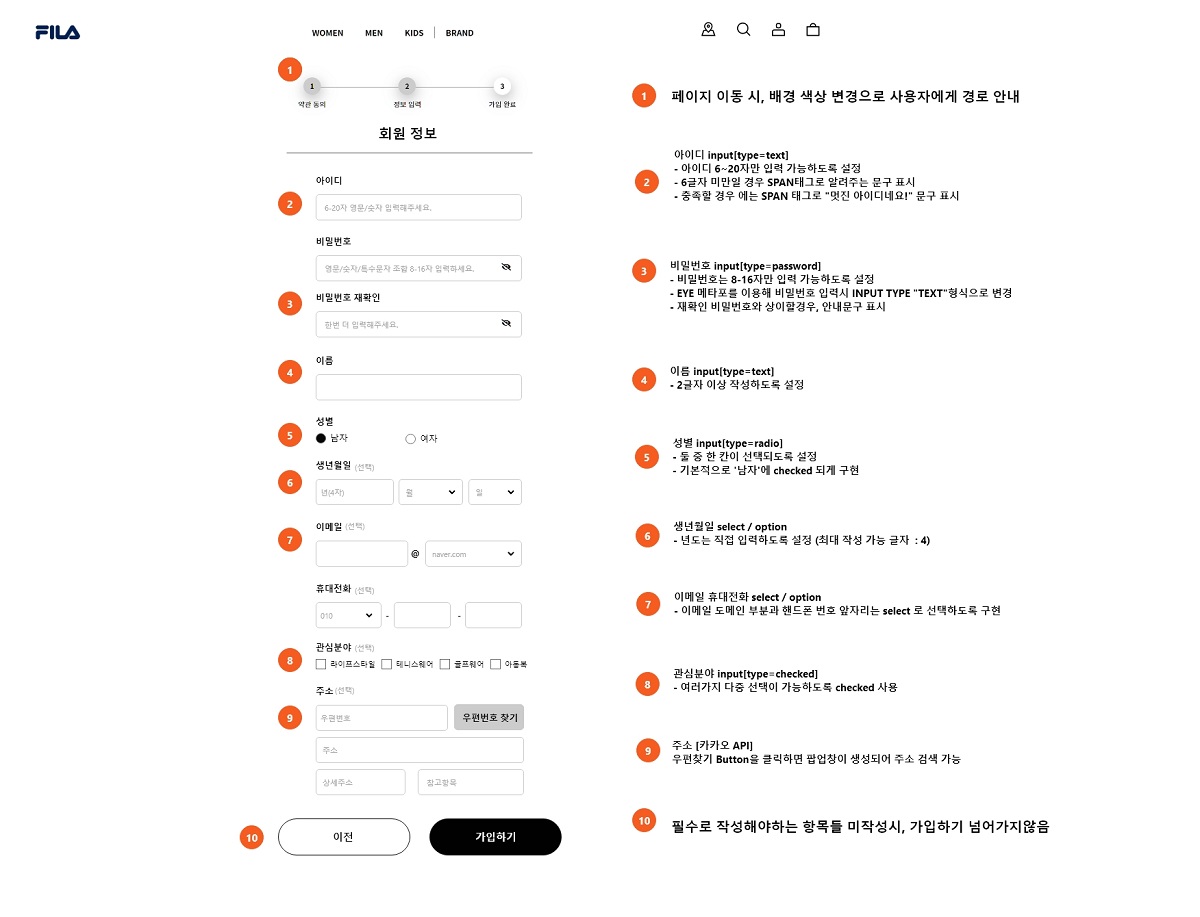 FILA
WOMEN MEN KIDS | BRAND
1
1 2 3
약관 동의 정보 입력 가입 완료
회원 정보
아이디
2
6-20자 영문/숫자 입력해주세요.
비밀번호
영문/숫자/특수문자 조합 8-16자 입력하세요.
3
비밀번호 재확인
한번 더 입력해주세요.
이름
4
성별
5
남자 여자
생년월일 (선택)
6
년(4자) 월 일
이메일 (선택)
7
@ naver.com
휴대전화 (선택)
010 - -
관심분야 (선택)
8
라이프스타일 테니스웨어 골프웨어 아동복
주소 (선택)
9
우편번호 우편번호 찾기
주소
상세주소 참고항목
10
이전 가입하기
1 페이지 이동 시, 배경 색상 변경으로 사용자에게 경로 안내
2
아이디 input[type=text]
- 아이디 6~20자만 입력 가능하도록 설정
- 6글자 미만일 경우 SPAN태그로 알려주는 문구 표시
- 충족할 경우 에는 SPAN 태그로 "멋진 아이디네요!" 문구 표시
3
비밀번호 input[type=password]
- 비밀번호는 8-16자만 입력 가능하도록 설정
- EYE 메타포를 이용해 비밀번호 입력시 INPUT TYPE "TEXT"형식으로 변경
- 재확인 비밀번호와 상이할경우, 안내문구 표시
4
이름 input[type=text]
- 2글자 이상 작성하도록 설정
5
성별 input[type=radio]
- 둘 중 한 칸이 선택되도록 설정
- 기본적으로 '남자'에 checked 되게 구현
6
생년월일 select / option
- 년도는 직접 입력하도록 설정 (최대 작성 가능 글자 : 4)
7
이메일 휴대전화 select / option
- 이메일 도메인 부분과 핸드폰 번호 앞자리는 select 로 선택하도록 구현
8
관심분야 input[type=checked]
- 여러가지 다중 선택이 가능하도록 checked 사용
9
주소 [카카오 API]
우편찾기 Button을 클릭하면 팝업창이 생성되어 주소 검색 가능
10 필수로 작성해야하는 항목들 미작성시, 가입하기 넘어가지않음